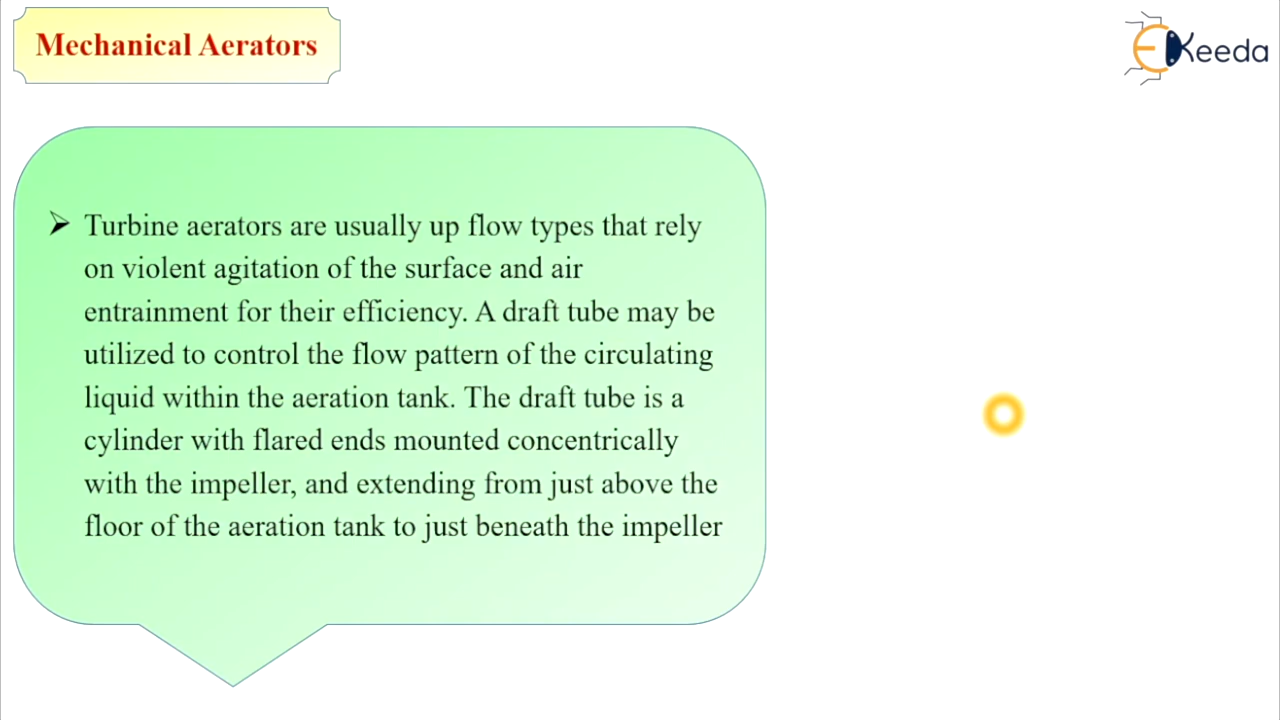 Mechanical Aerators
EKeeda
➢ Turbine aerators are usually up flow types that rely
on violent agitation of the surface and air
entrainment for their efficiency. A draft tube may be
utilized to control the flow pattern of the circulating
liquid within the aeration tank. The draft tube is a
cylinder with flared ends mounted concentrically
with the impeller, and extending from just above the
floor of the aeration tank to just beneath the impeller